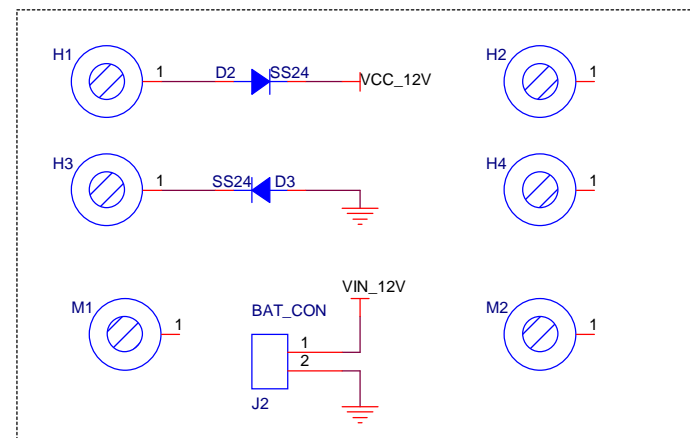 H1 1 D2 SS24 VCC_12V H2 1
H3 1 SS24 D3 H4 1
VIN_12V
M1 1 BAT_CON M2 1
1
2
J2